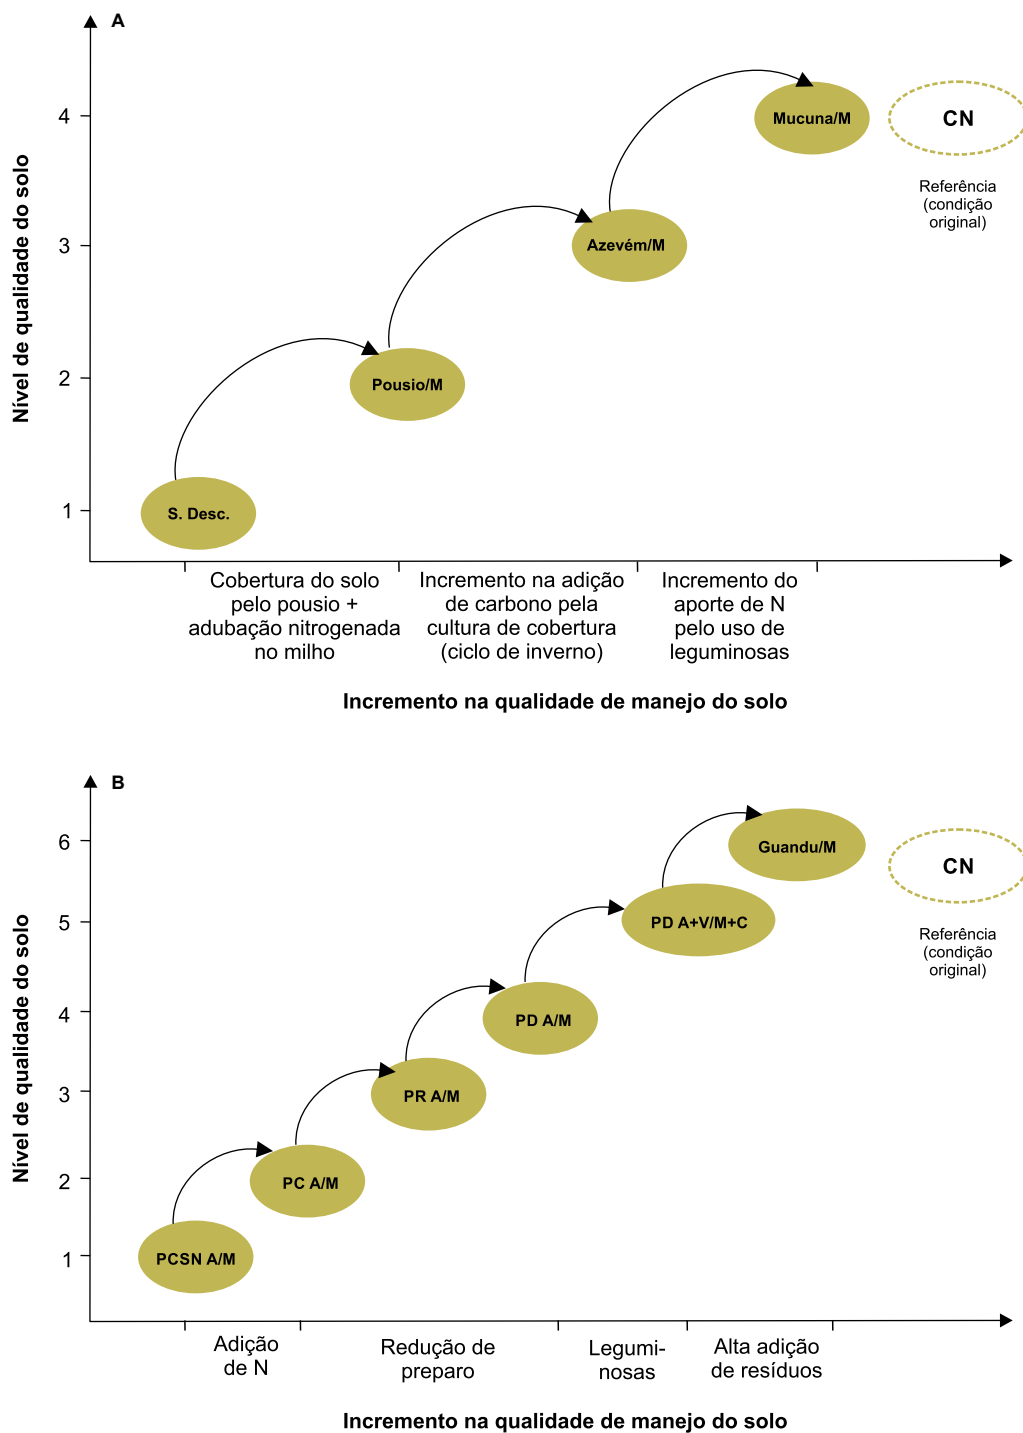 A
Nível de qualidade do solo
4
3
2
1
Mucuna/M
CN
Referência
(condição
original)
Azevém/M
Pousio/M
S. Desc.
Cobertura do solo
pelo pousio +
adubação nitrogenada
no milho
Incremento na adição
de carbono pela
cultura de cobertura
(ciclo de inverno)
Incremento do
aporte de N
pelo uso de
leguminosas
Incremento na qualidade de manejo do solo
B
Nível de qualidade do solo
6
5
4
3
2
1
Guandu/M
CN
Referência
(condição
original)
PD A+V/M+C
PD A/M
PR A/M
PC A/M
PCSN A/M
Adição
de N
Redução de
preparo
Legumi-
nosas
Alta adição
de resíduos
Incremento na qualidade de manejo do solo